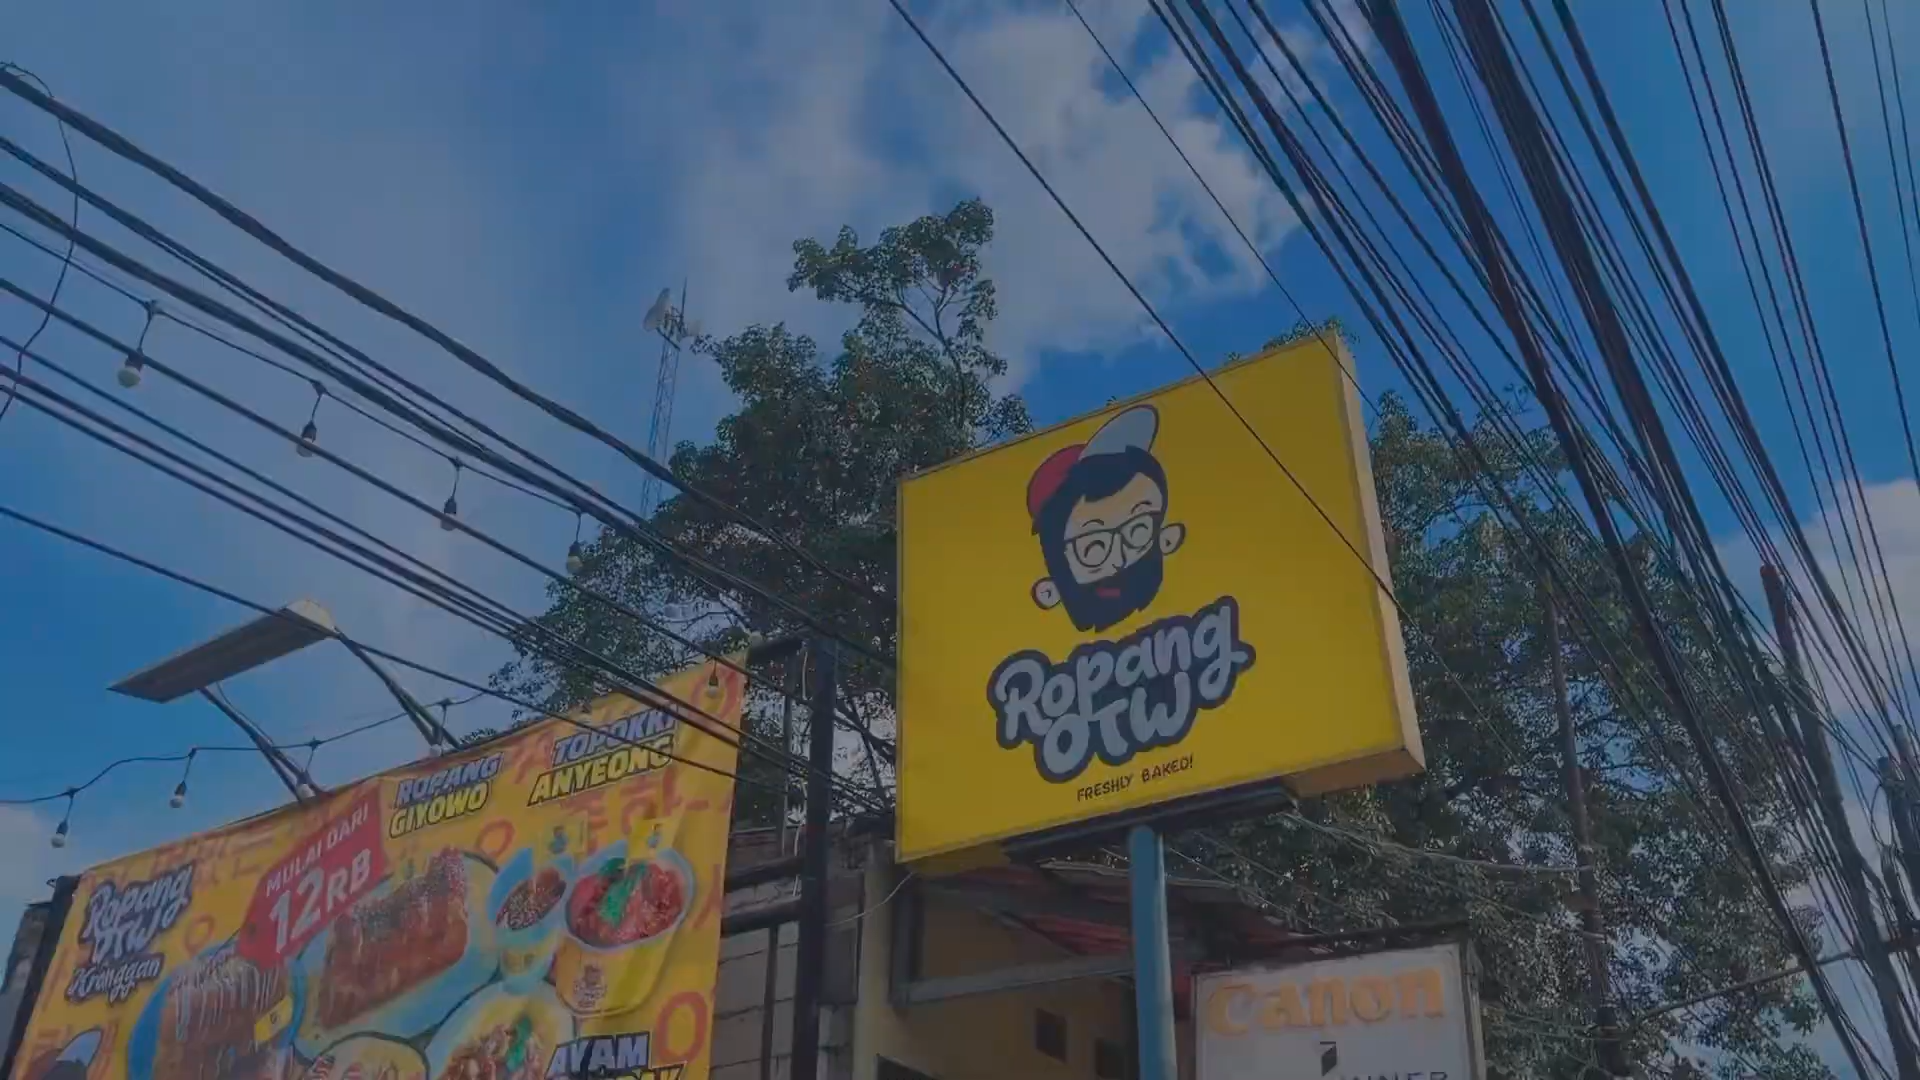 Ropang
OTW
FRESHLY BAKED!
ROPANG
GIYOWO
TOPOKKI
ANYEONG
MULAI DARI
12RB
Ropang
OTW
Kranggan
AYAM
Canon